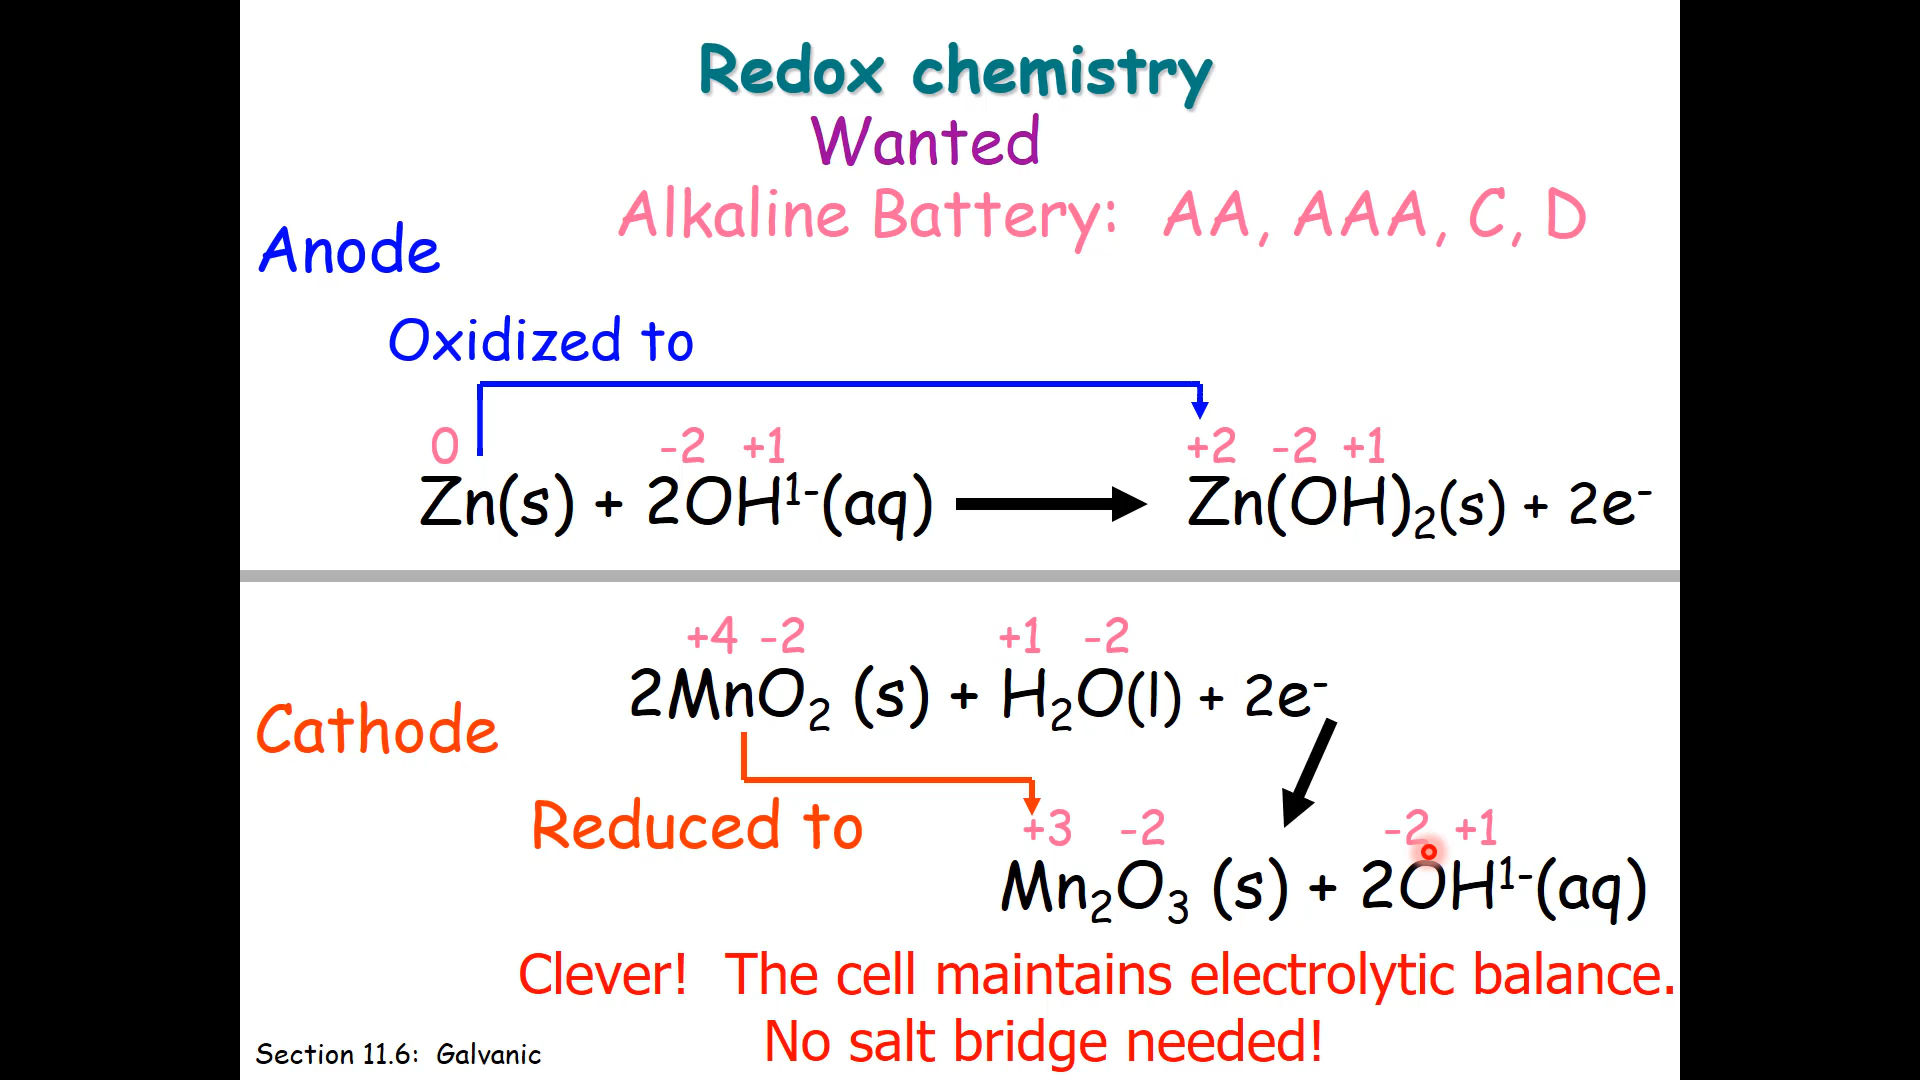 Redox chemistry
Wanted
Alkaline Battery: AA, AAA, C, D
Anode
Oxidized to
0 -2 +1 +2 -2 +1
Zn(s) + 2OH¹⁻(aq) → Zn(OH)₂(s) + 2e⁻
+4 -2 +1 -2
2MnO₂ (s) + H₂O(l) + 2e⁻
Cathode
Reduced to
+3 -2 -2 +1
Mn₂O₃ (s) + 2OH¹⁻(aq)
Clever! The cell maintains electrolytic balance.
No salt bridge needed!
Section 11.6: Galvanic